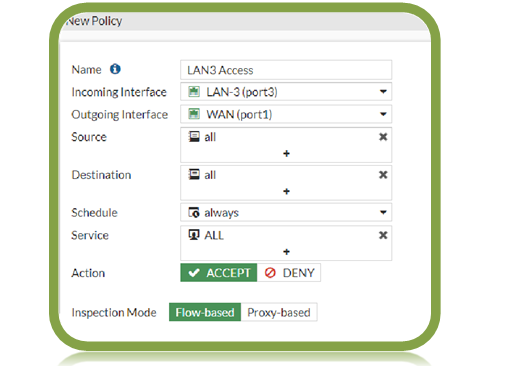 New Policy
Name
LAN3 Access
Incoming Interface
LAN-3 (port3)
Outgoing Interface
WAN (port1)
Source
all
+
Destination
all
+
Schedule
always
Service
ALL
+
Action
ACCEPT DENY
Inspection Mode
Flow-based Proxy-based